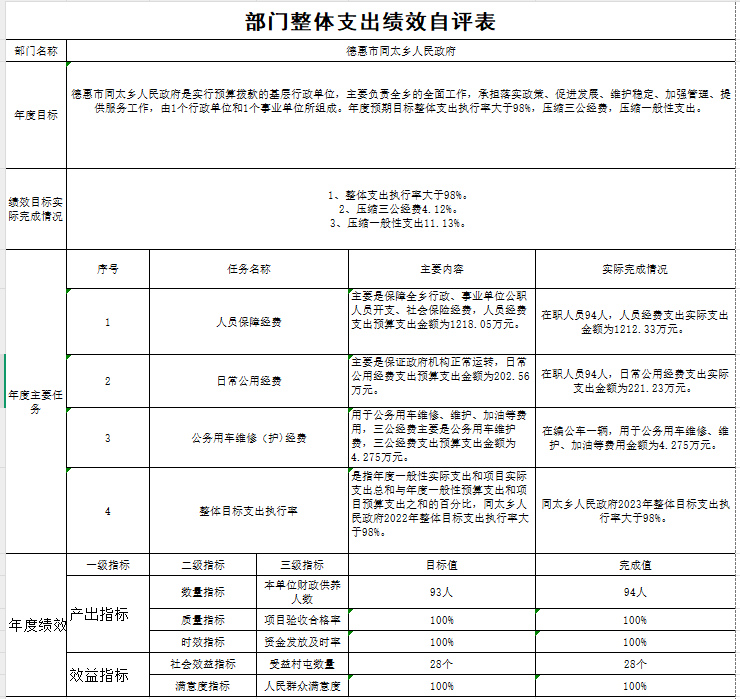 部门整体支出绩效自评表
部门名称
德惠市同太乡人民政府
年度目标
德惠市同太乡人民政府是实行预算拨款的基层行政单位，主要负责全乡的全面工作，承担落实政策、促进发展、维护稳定、加强管理、提
供服务工作，由1个行政单位和1个事业单位所组成。年度预期目标整体支出执行率大于98%，压缩三公经费，压缩一般性支出。
绩效目标实
际完成情况
1、整体支出执行率大于98%。
2、压缩三公经费4.12%。
3、压缩一般性支出11.13%。
年度主要任
务
序号
任务名称
主要内容
实际完成情况
1
人员保障经费
主要是保障全乡行政、事业单位公职
人员开支、社会保险经费，人员经费
支出预算支出金额为1218.05万元。
在职人员94人，人员经费支出实际支出
金额为1212.33万元。
2
日常公用经费
主要是保证政府机构正常运转，日常
公用经费支出预算支出金额为202.56
万元。
在职人员94人，日常公用经费支出实际
支出金额为221.23万元。
3
公务用车维修（护)经费
用于公务用车维修、维护、加油等费
用，三公经费主要是公务用车维护
费，三公经费支出预算支出金额为
4.275万元。
在编公车一辆，用于公务用车维修、维
护、加油等费用金额为4.275万元。
4
整体目标支出执行率
是指年度一般性实际支出和项目实际
支出总和与年度一般性预算支出和项
目预算支出之和的百分比，同太乡人
民政府2022年整体目标支出执行率大
于98%。
同太乡人民政府2023年整体目标支出执
行率大于98%。
年度绩效
一级指标
二级指标
三级指标
目标值
完成值
产出指标
数量指标
本单位财政供养
人数
93人
94人
质量指标
项目验收合格率
100%
100%
时效指标
资金发放及时率
100%
100%
效益指标
社会效益指标
受益村屯数量
28个
28个
满意度指标
人民群众满意度
100%
100%